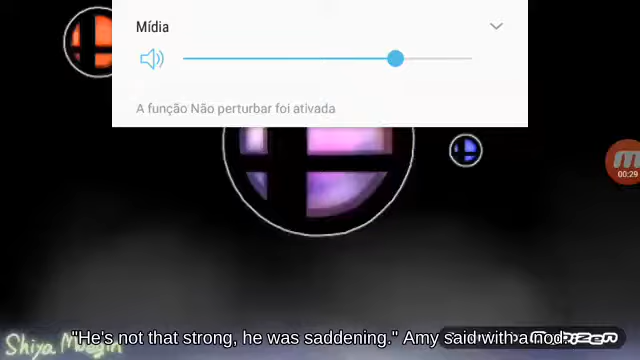 Mídia
A função Não perturbar foi ativada
00:29
"He's not that strong, he was saddening." Amy said with a nod.
Shiya